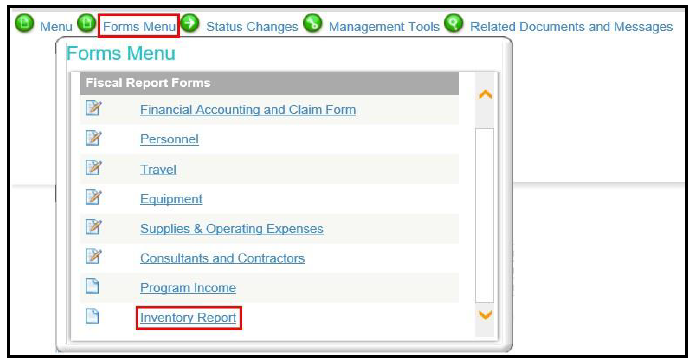 Menu Forms Menu Status Changes Management Tools Related Documents and Messages
Forms Menu
Fiscal Report Forms
Financial Accounting and Claim Form
Personnel
Travel
Equipment
Supplies & Operating Expenses
Consultants and Contractors
Program Income
Inventory Report